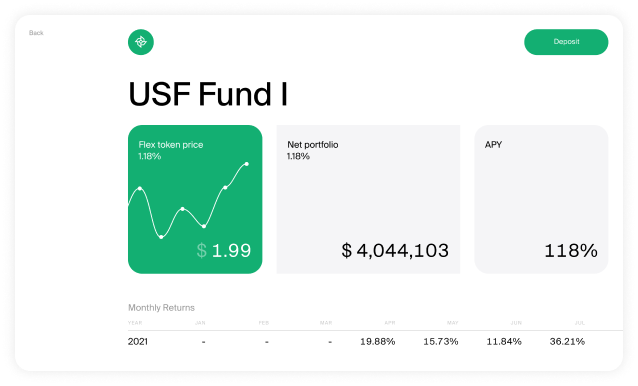 Back
Deposit
USF Fund I
Flex token price
1.18%
$ 1.99
Net portfolio
1.18%
$ 4,044,103
APY
118%
Monthly Returns
YEAR JAN FEB MAR APR MAY JUN JUL
2021 - - - 19.88% 15.73% 11.84% 36.21%